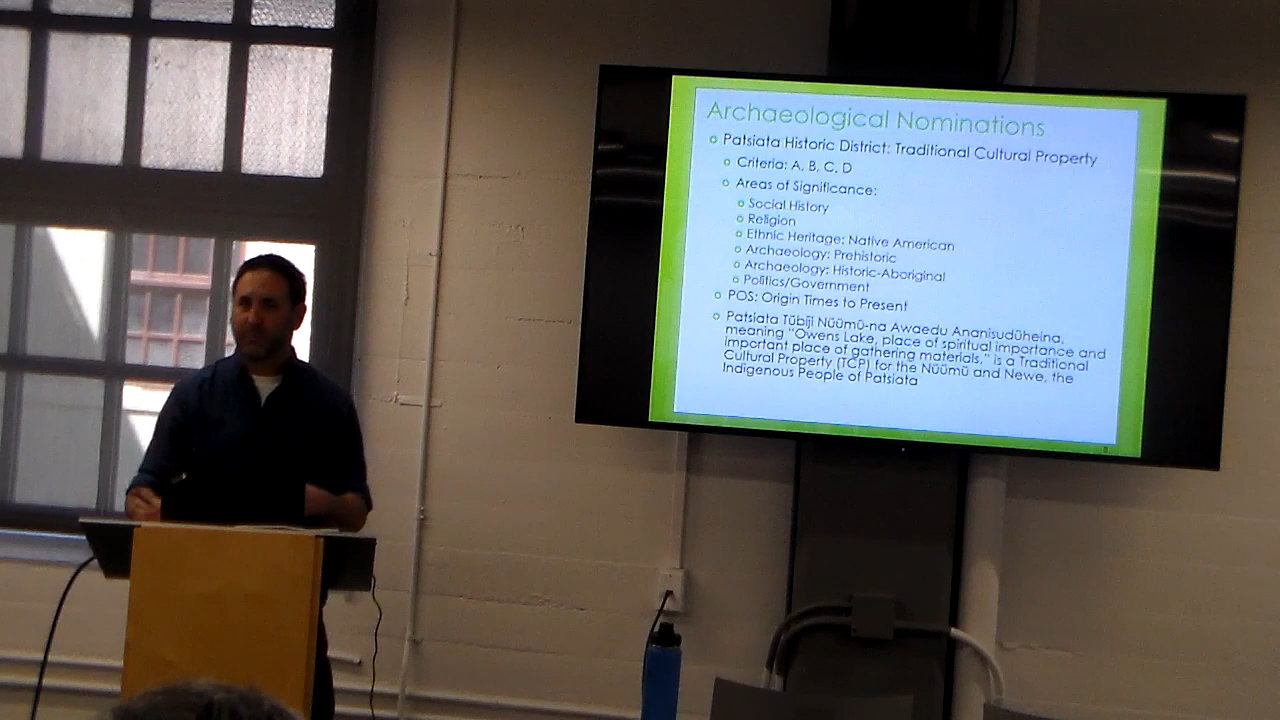 Archaeological Nominations
Patsiata Historic District: Traditional Cultural Property
Criteria: A, B, C, D
Areas of Significance:
Social History
Religion
Ethnic Heritage: Native American
Archaeology: Prehistoric
Archaeology: Historic-Aboriginal
Politics/Government
POS: Origin Times to Present
Patsiata Tübiji Nüümü-na Awaedu Ananisudüheina,
meaning "Owens Lake, place of spiritual importance and
important place of gathering materials," is a Traditional
Cultural Property (TCP) for the Nüümü and Newe, the
Indigenous People of Patsiata